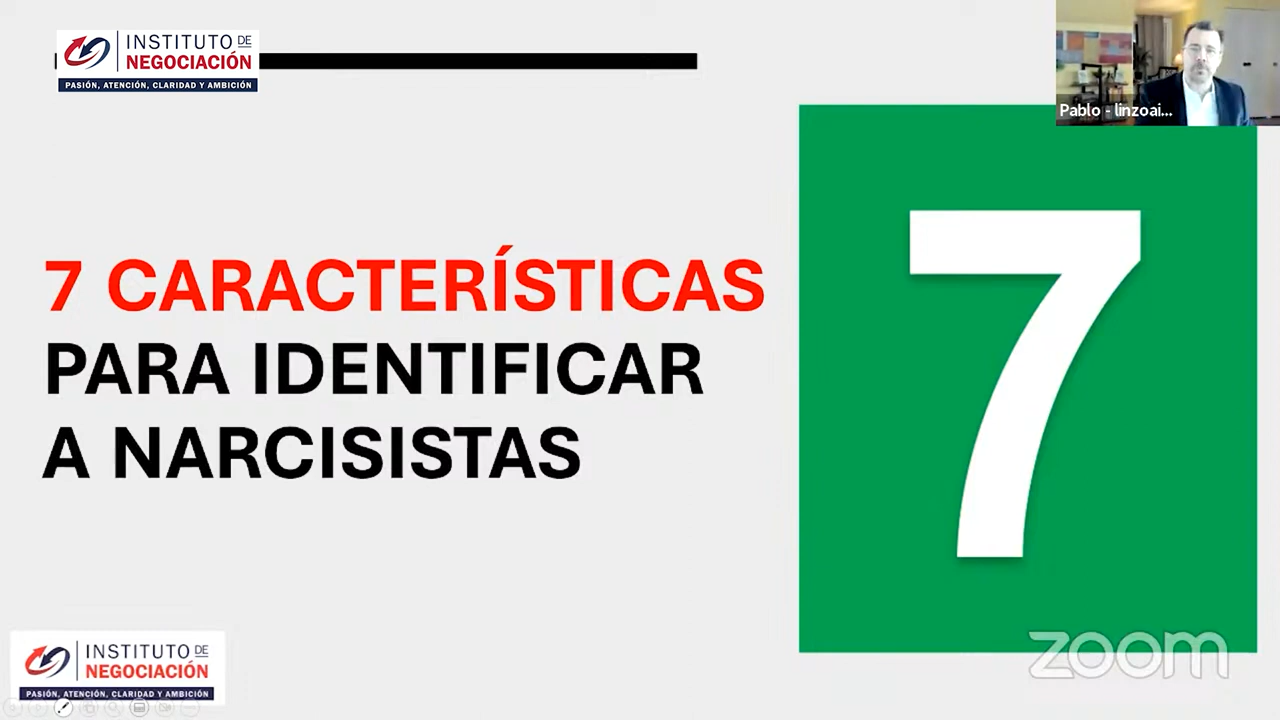 INSTITUTO DE
NEGOCIACIÓN
PASIÓN, ATENCIÓN, CLARIDAD Y AMBICIÓN
Pablo - linzoai...
7 CARACTERÍSTICAS
PARA IDENTIFICAR
A NARCISISTAS
7
INSTITUTO DE
NEGOCIACIÓN
PASIÓN, ATENCIÓN, CLARIDAD Y AMBICIÓN
zoom